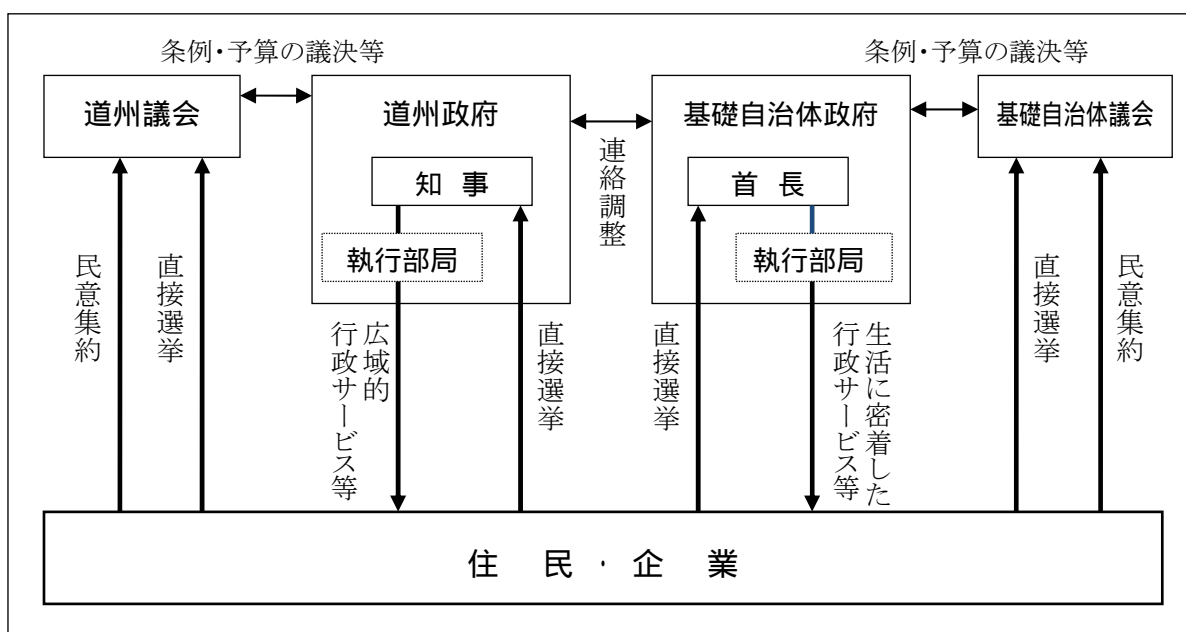 条例・予算の議決等
条例・予算の議決等
道州議会
道州政府
基礎自治体政府
基礎自治体議会
連絡調整
知 事
首 長
執行部局
執行部局
民意集約
直接選挙
広域的
行政サービス等
直接選挙
直接選挙
生活に密着した
行政サービス等
直接選挙
民意集約
住 民 ・ 企 業